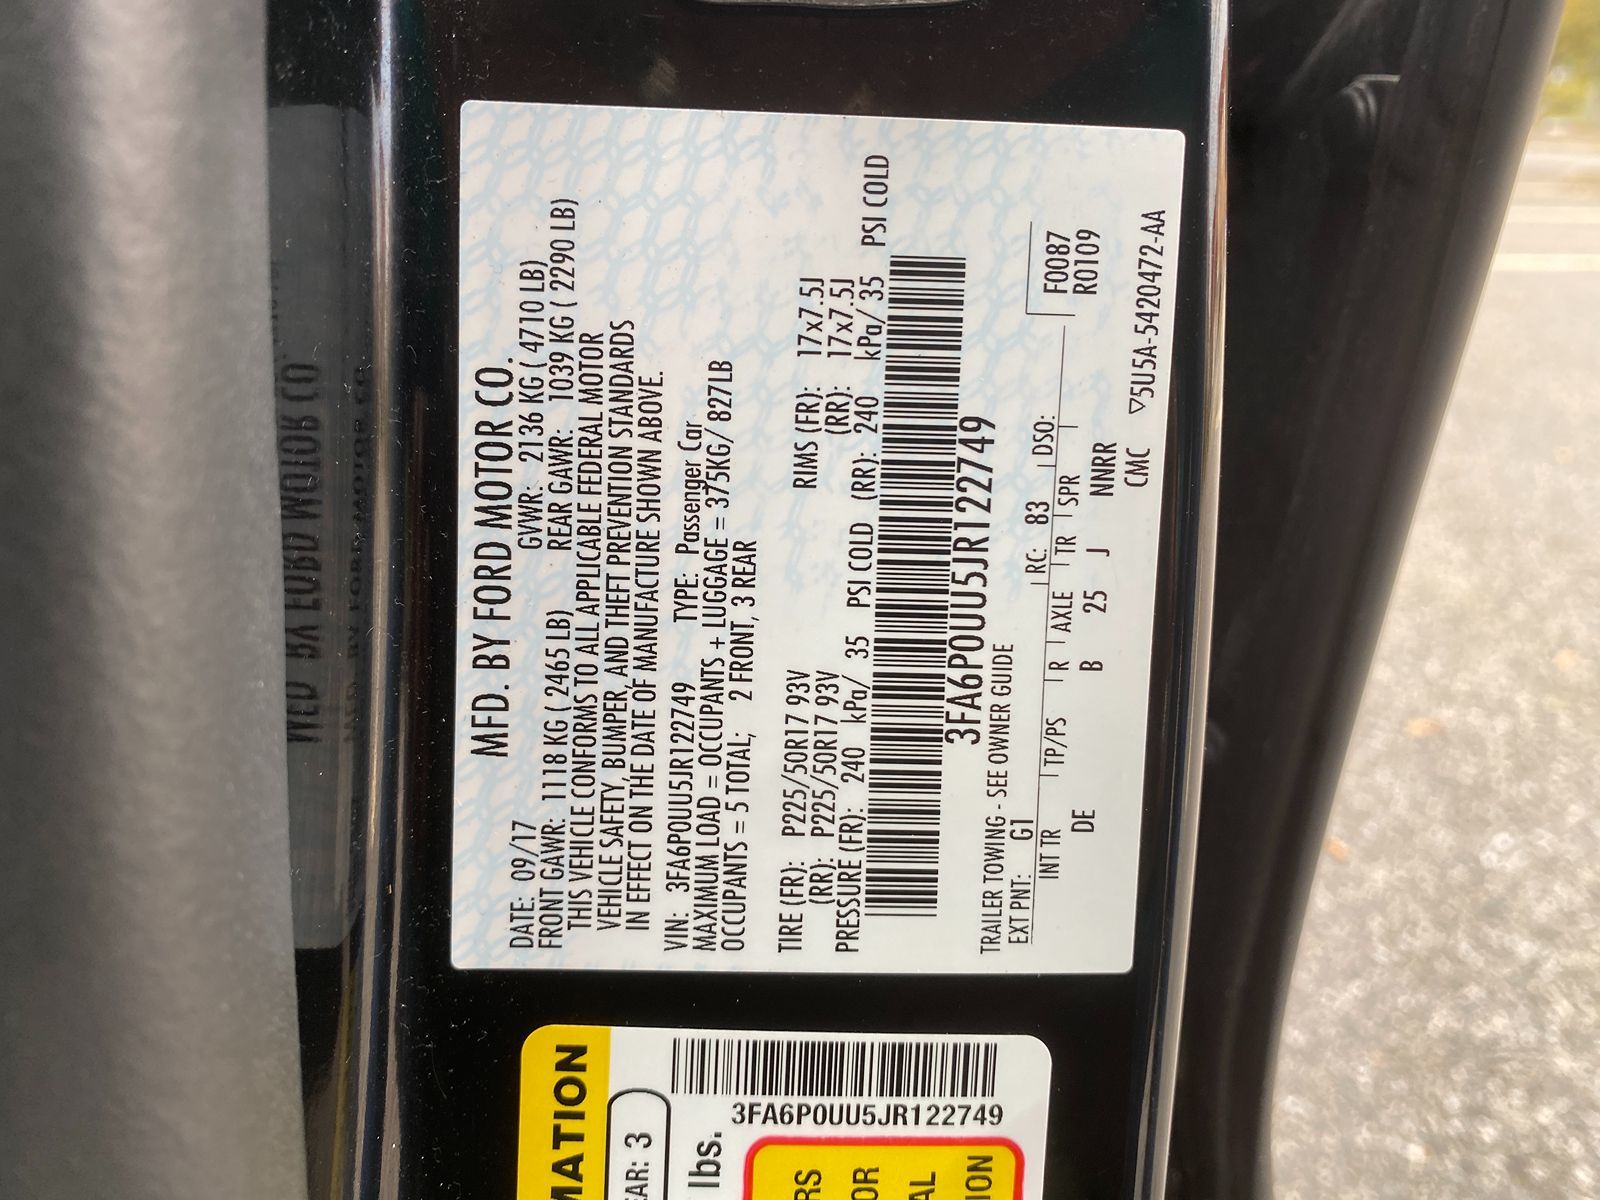 MFD. BY FORD MOTOR CO.
DATE: 09/17 GVWR: 2136 KG ( 4710 LB)
FRONT GAWR: 1118 KG ( 2465 LB) REAR GAWR: 1039 KG ( 2290 LB)
THIS VEHICLE CONFORMS TO ALL APPLICABLE FEDERAL MOTOR
VEHICLE SAFETY, BUMPER, AND THEFT PREVENTION STANDARDS
IN EFFECT ON THE DATE OF MANUFACTURE SHOWN ABOVE.
VIN: 3FA6P0UU5JR122749 TYPE: Passenger Car
MAXIMUM LOAD = OCCUPANTS + LUGGAGE = 375KG/ 827LB
OCCUPANTS = 5 TOTAL; 2 FRONT, 3 REAR
TIRE (FR): P225/50R17 93V RIMS (FR): 17x7.5J
(RR): P225/50R17 93V (RR): 17x7.5J
PRESSURE (FR): 240 kPa/ 35 PSI COLD (RR): 240 kPa/ 35 PSI COLD
3FA6P0UU5JR122749
TRAILER TOWING - SEE OWNER GUIDE
EXT PNT: G1 RC: 83 DSO:
INT TR TP/PS R AXLE TR SPR
DE B 25 J NNRR
CMC
F0087
R0109
▽5U5A-5420472-AA
MATION
AR: 3
3FA6P0UU5JR122749
lbs.
RS
OR
AL
ION